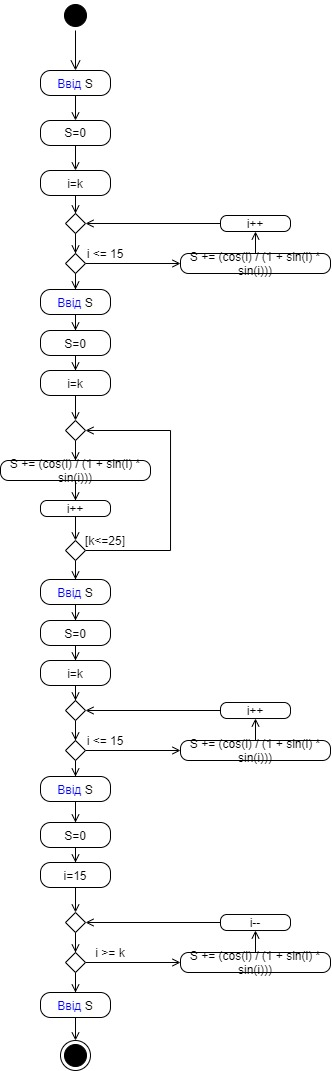 Ввід S
S=0
i=k
i++
i <= 15
S += (cos(i) / (1 + sin(i) *
sin(i)))
Ввід S
S=0
i=k
S += (cos(i) / (1 + sin(i) *
sin(i)))
i++
[k<=25]
Ввід S
S=0
i=k
i++
i <= 15
S += (cos(i) / (1 + sin(i) *
sin(i)))
Ввід S
S=0
i=15
i--
i >= k
S += (cos(i) / (1 + sin(i) *
sin(i)))
Ввід S